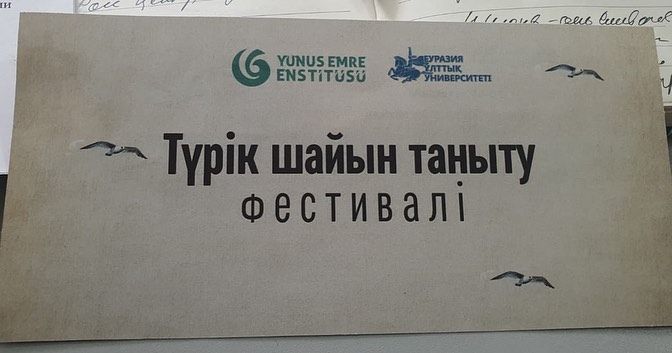 YUNUS EMRE
ENSTİTÜSÜ
ЕУРАЗИЯ
ҰЛТТЫҚ
УНИВЕРСИТЕТІ
Түрік шайын таныту
ФЕСТИВАЛІ